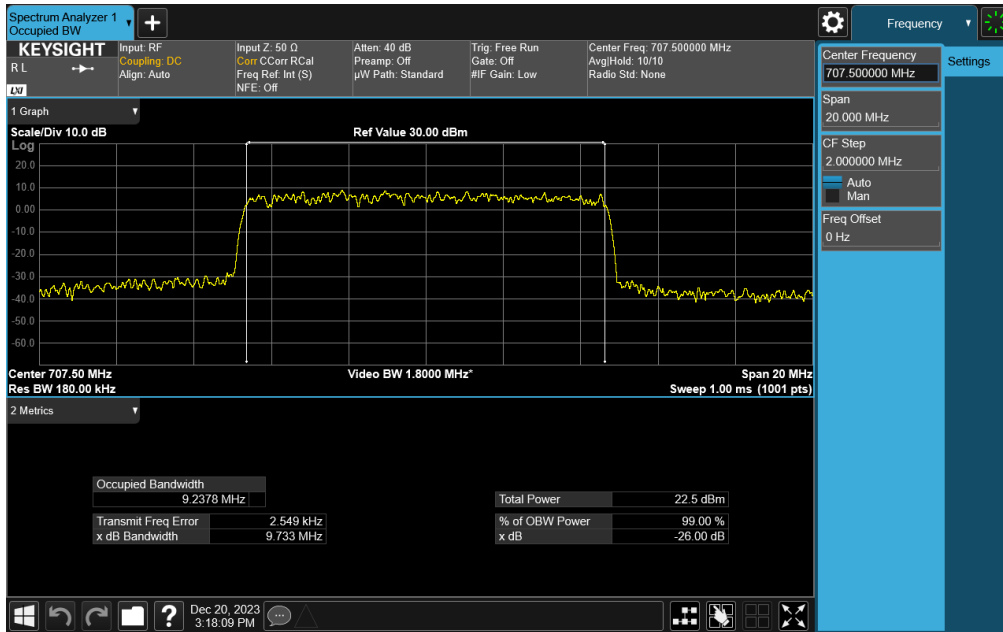 Spectrum Analyzer 1
Occupied BW
Frequency
KEYSIGHT
R L
LXI
Input: RF
Coupling: DC
Align: Auto
Input Z: 50 Ω
Corr CCorr RCal
Freq Ref: Int (S)
NFE: Off
Atten: 40 dB
Preamp: Off
µW Path: Standard
Trig: Free Run
Gate: Off
#IF Gain: Low
Center Freq: 707.500000 MHz
Avg|Hold: 10/10
Radio Std: None
Center Frequency
707.500000 MHz
Settings
Span
20.000 MHz
CF Step
2.000000 MHz
Auto
Man
Freq Offset
0 Hz
1 Graph
Scale/Div 10.0 dB
Ref Value 30.00 dBm
Log
20.0
10.0
0.00
-10.0
-20.0
-30.0
-40.0
-50.0
-60.0
Center 707.50 MHz
Video BW 1.8000 MHz*
Span 20 MHz
Res BW 180.00 kHz
Sweep 1.00 ms (1001 pts)
2 Metrics
Occupied Bandwidth
9.2378 MHz
Total Power 22.5 dBm
Transmit Freq Error 2.549 kHz
% of OBW Power 99.00 %
x dB Bandwidth 9.733 MHz
x dB -26.00 dB
?
Dec 20, 2023
3:18:09 PM